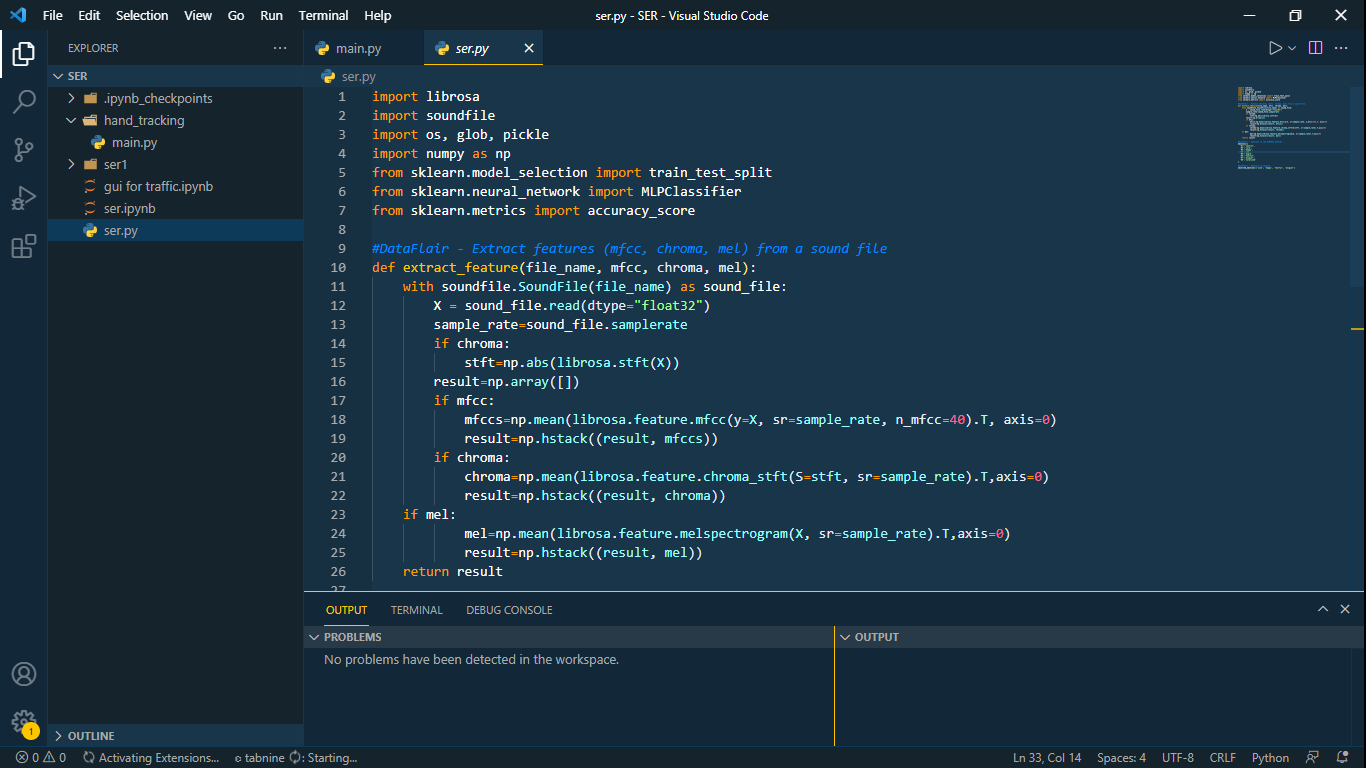 File Edit Selection View Go Run Terminal Help ser.py - SER - Visual Studio Code
EXPLORER
SER
.ipynb_checkpoints
hand_tracking
main.py
ser1
gui for traffic.ipynb
ser.ipynb
ser.py
OUTLINE
main.py ser.py
ser.py
1 import librosa
2 import soundfile
3 import os, glob, pickle
4 import numpy as np
5 from sklearn.model_selection import train_test_split
6 from sklearn.neural_network import MLPClassifier
7 from sklearn.metrics import accuracy_score
8
9 #DataFlair - Extract features (mfcc, chroma, mel) from a sound file
10 def extract_feature(file_name, mfcc, chroma, mel):
11     with soundfile.SoundFile(file_name) as sound_file:
12         X = sound_file.read(dtype="float32")
13         sample_rate=sound_file.samplerate
14         if chroma:
15             stft=np.abs(librosa.stft(X))
16         result=np.array([])
17         if mfcc:
18             mfccs=np.mean(librosa.feature.mfcc(y=X, sr=sample_rate, n_mfcc=40).T, axis=0)
19             result=np.hstack((result, mfccs))
20         if chroma:
21             chroma=np.mean(librosa.feature.chroma_stft(S=stft, sr=sample_rate).T,axis=0)
22             result=np.hstack((result, chroma))
23     if mel:
24             mel=np.mean(librosa.feature.melspectrogram(X, sr=sample_rate).T,axis=0)
25             result=np.hstack((result, mel))
26     return result
27
OUTPUT TERMINAL DEBUG CONSOLE
PROBLEMS
No problems have been detected in the workspace.
OUTPUT
1
0 0 Activating Extensions... tabnine : Starting... Ln 33, Col 14 Spaces: 4 UTF-8 CRLF Python